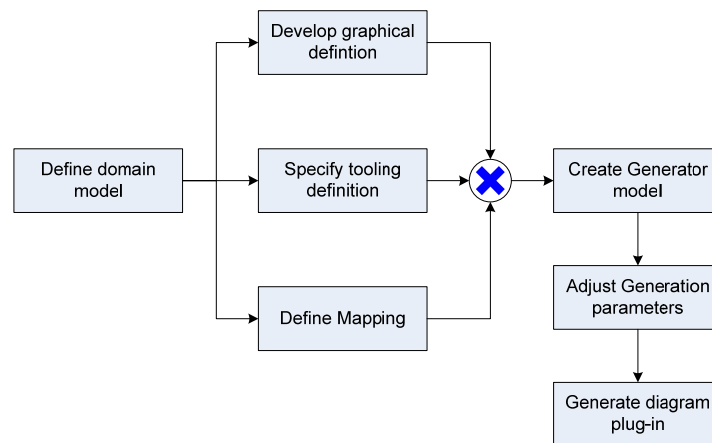 Develop graphical
defintion
Define domain
model
Specify tooling
definition
Create Generator
model
Adjust Generation
parameters
Define Mapping
Generate diagram
plug-in